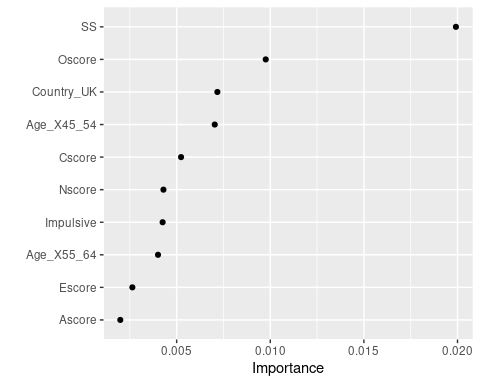 SS
Oscore
Country_UK
Age_X45_54
Cscore
Nscore
Impulsive
Age_X55_64
Escore
Ascore
0.005 0.010 0.015 0.020
Importance